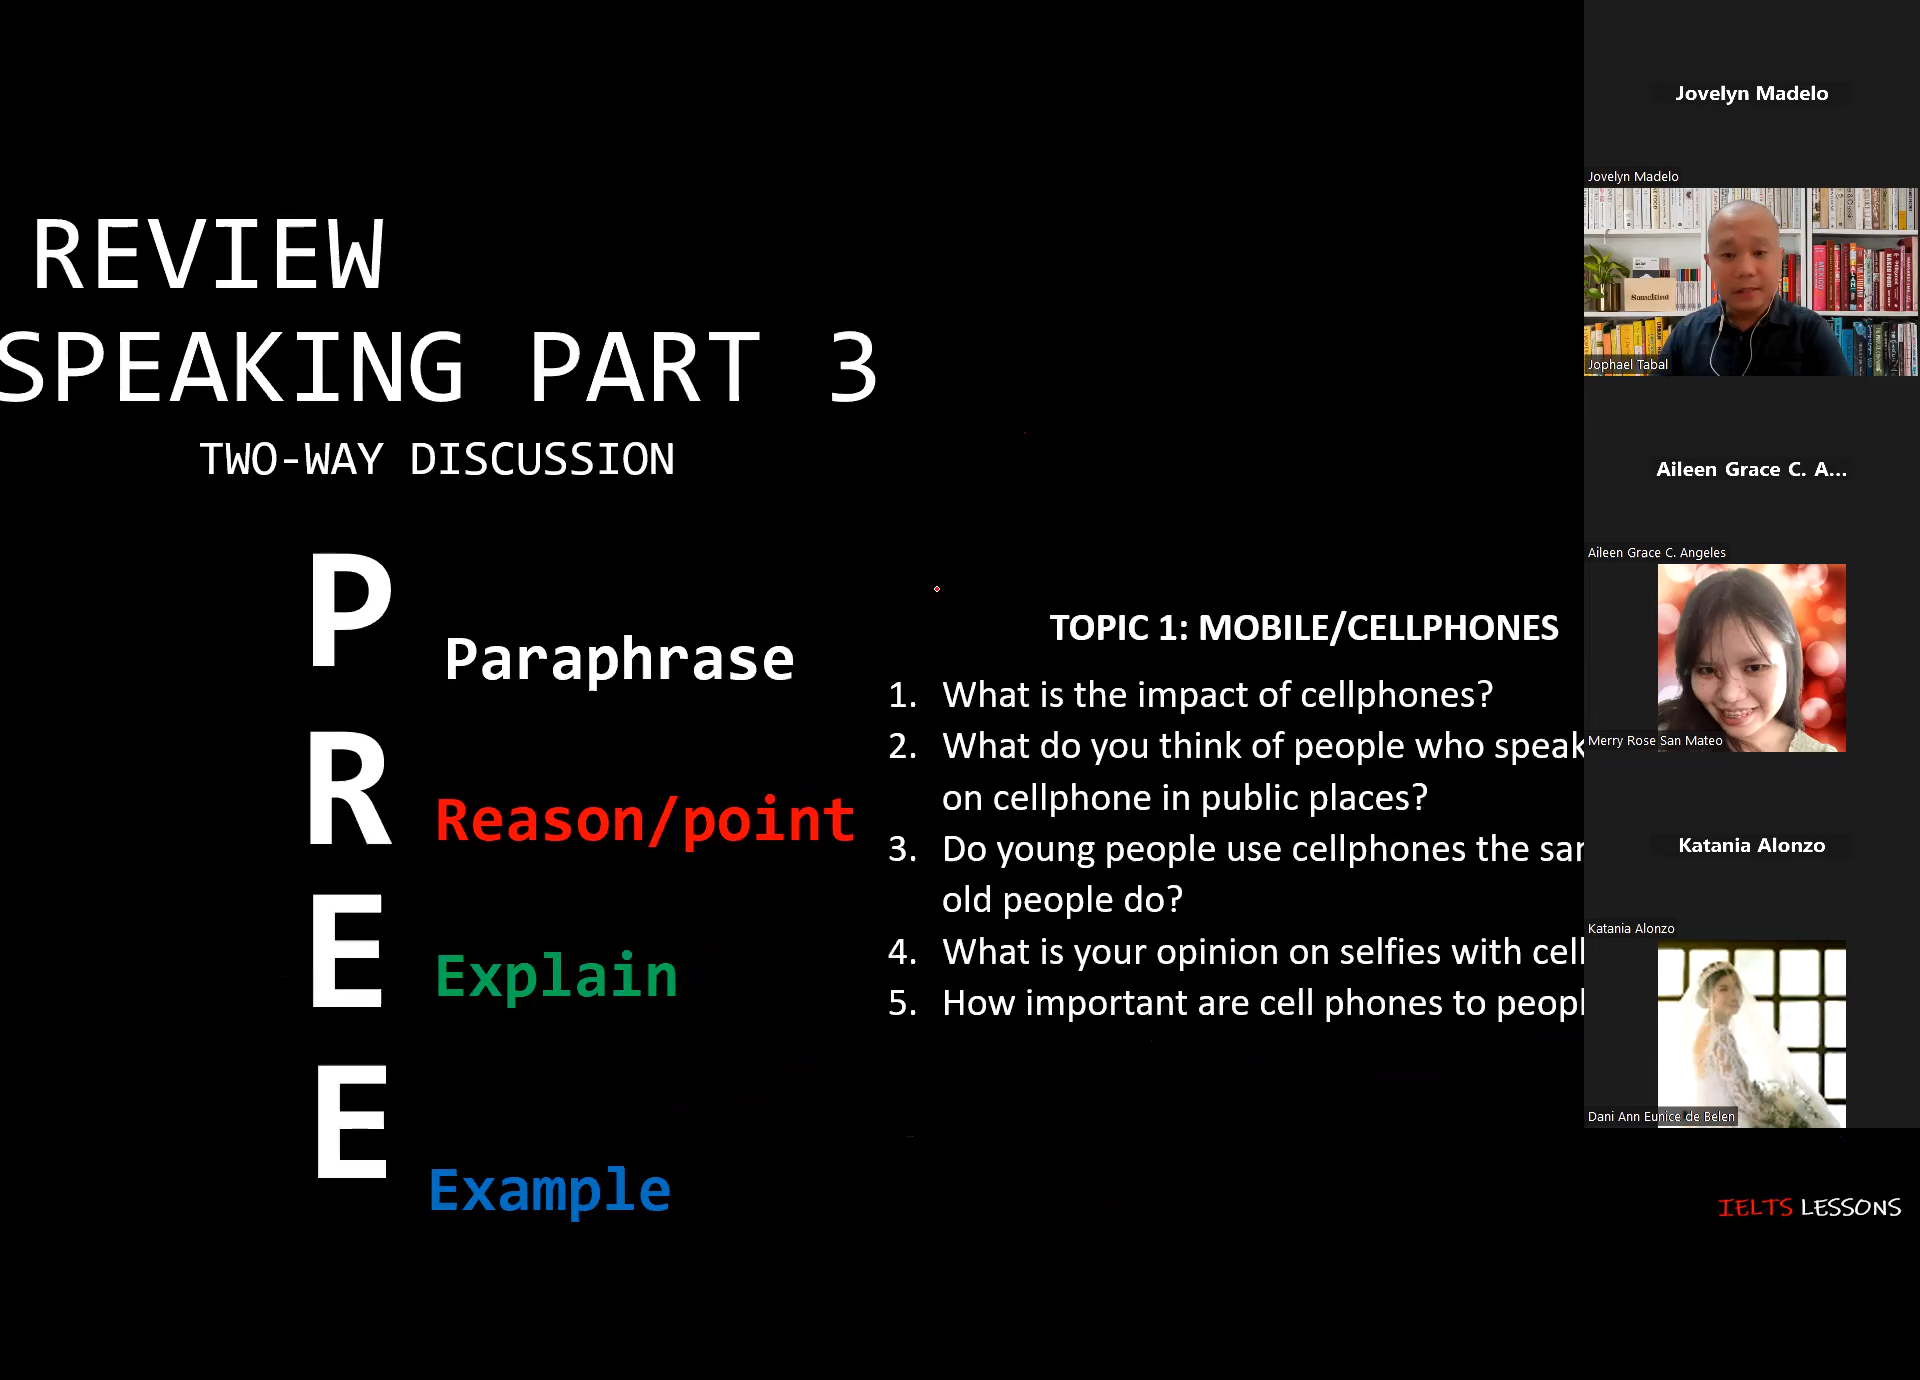 REVIEW
SPEAKING PART 3
TWO-WAY DISCUSSION
P Paraphrase
R Reason/point
E Explain
E Example
TOPIC 1: MOBILE/CELLPHONES
1. What is the impact of cellphones?
2. What do you think of people who speak
on cellphone in public places?
3. Do young people use cellphones the
old people do?
4. What is your opinion on selfies with
5. How important are cell phones to
Jovelyn Madelo
Jovelyn Madelo
SomeKind
Jophael Tabal
Aileen Grace C. A...
Aileen Grace C. Angeles
Merry Rose San Mateo
Katania Alonzo
Katania Alonzo
Dani Ann Eunice de Belen
IELTS LESSONS